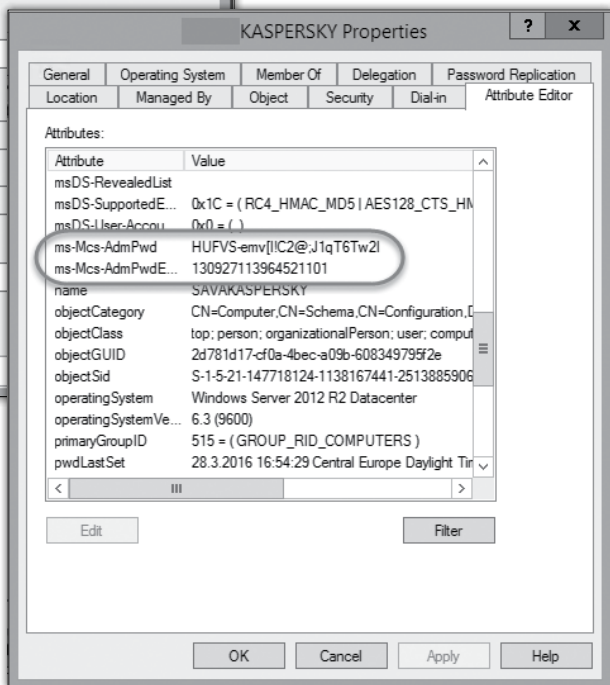 KASPERSKY Properties
? x
General Operating System Member Of Delegation Password Replication
Location Managed By Object Security Dial-in Attribute Editor
Attributes:
Attribute Value
msDS-RevealedList
msDS-SupportedE... 0x1C = ( RC4_HMAC_MD5 | AES128_CTS_HM
msDS-User-Accou... 0x0 = ( )
ms-Mcs-AdmPwd HUFVS-emv[I!C2@;J1qT6Tw2I
ms-Mcs-AdmPwdE... 130927113964521101
name SAVAKASPERSKY
objectCategory CN=Computer,CN=Schema,CN=Configuration,D
objectClass top; person; organizationalPerson; user; comput
objectGUID 2d781d17-cf0a-4bec-a09b-608349795f2e
objectSid S-1-5-21-147718124-1138167441-2513885906
operatingSystem Windows Server 2012 R2 Datacenter
operatingSystemVe... 6.3 (9600)
primaryGroupID 515 = ( GROUP_RID_COMPUTERS )
pwdLastSet 28.3.2016 16:54:29 Central Europe Daylight Tir
Edit Filter
OK Cancel Apply Help